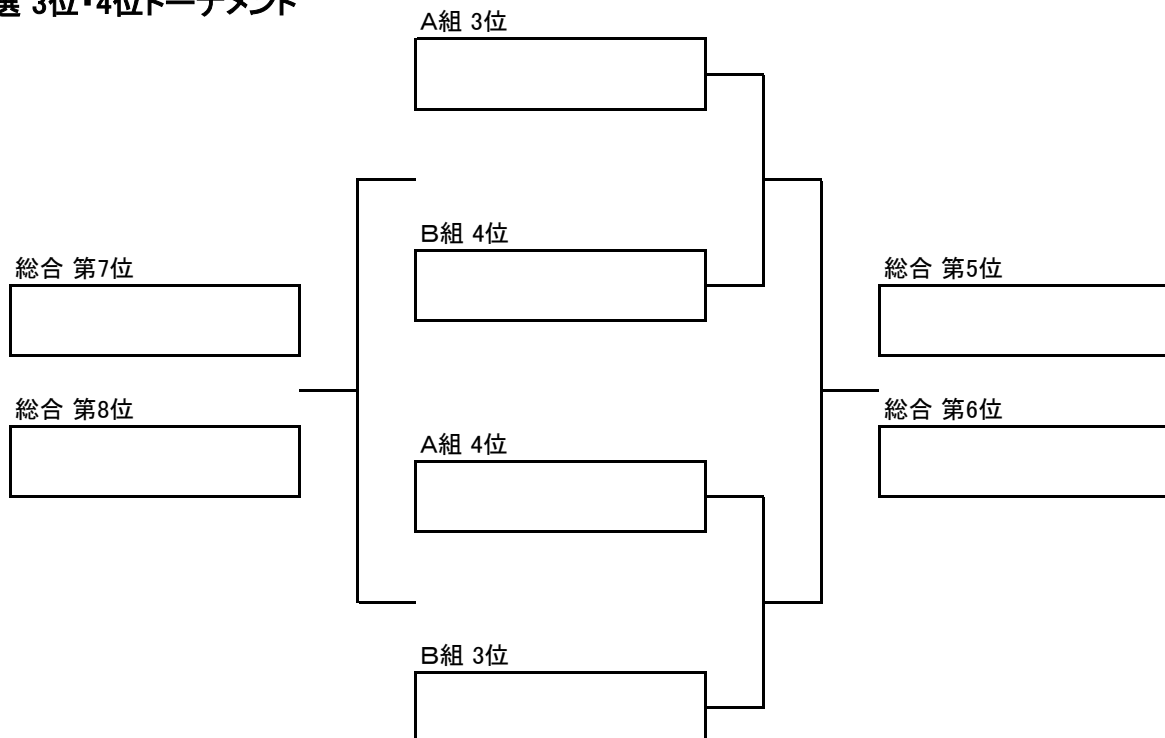 選 3位・4位トーナメント
A組 3位
B組 4位
総合 第7位
総合 第5位
総合 第8位
総合 第6位
A組 4位
B組 3位